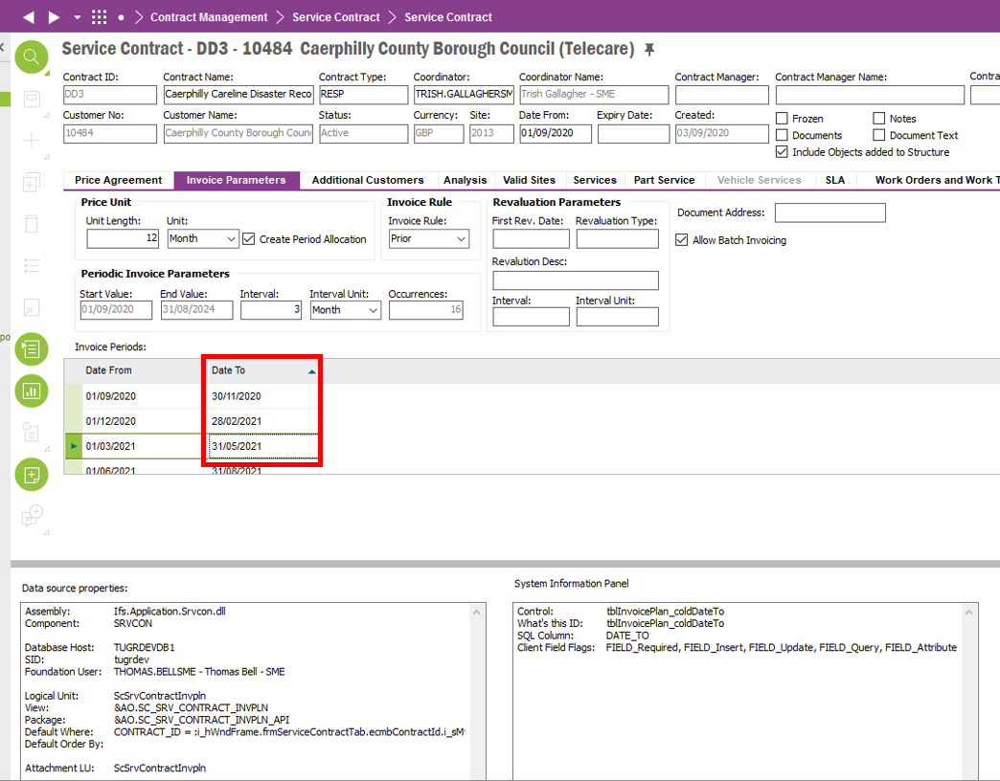 Contract Management Service Contract Service Contract
Service Contract - DD3 - 10484 Caerphilly County Borough Council (Telecare)
Contract ID: Contract Name: Contract Type: Coordinator: Coordinator Name: Contract Manager: Contract Manager Name: Contra
DD3 Caerphilly Careline Disaster Reco RESP TRISH.GALLAGHERSM Trish Gallagher - SME
Customer No: Customer Name: Status: Currency: Site: Date From: Expiry Date: Created:
10484 Caerphilly County Borough Coun Active GBP 2013 01/09/2020 03/09/2020
Frozen Notes
Documents Document Text
Include Objects added to Structure
Price Agreement Invoice Parameters Additional Customers Analysis Valid Sites Services Part Service Vehicle Services SLA Work Orders and Work T
Price Unit Invoice Rule Revaluation Parameters
Unit Length: Unit: Invoice Rule: First Rev. Date: Revaluation Type: Document Address:
12 Month Create Period Allocation Prior Allow Batch Invoicing
Revalution Desc:
Periodic Invoice Parameters
Start Value: End Value: Interval: Interval Unit: Occurrences: Interval: Interval Unit:
01/09/2020 31/08/2024 3 Month 16
po
Invoice Periods:
Date From Date To
01/09/2020 30/11/2020
01/12/2020 28/02/2021
01/03/2021 31/05/2021
01/06/2021 31/08/2021
Data source properties:
Assembly: Ifs.Application.Srvcon.dll
Component: SRVCON
Database Host: TUGRDEVDB1
SID: tugrdev
Foundation User: THOMAS.BELLSME - Thomas Bell - SME
Logical Unit: ScSrvContractInvpln
View: &AO.SC_SRV_CONTRACT_INVPLN
Package: &AO.SC_SRV_CONTRACT_INVPLN_API
Default Where: CONTRACT_ID = :i_hWndFrame.frmServiceContractTab.ecmbContractId.i_sM
Default Order By:
Attachment LU: ScSrvContractInvpln
System Information Panel
Control: tblInvoicePlan_coldDateTo
What's this ID: tblInvoicePlan_coldDateTo
SQL Column: DATE_TO
Client Field Flags: FIELD_Required, FIELD_Insert, FIELD_Update, FIELD_Query, FIELD_Attribute